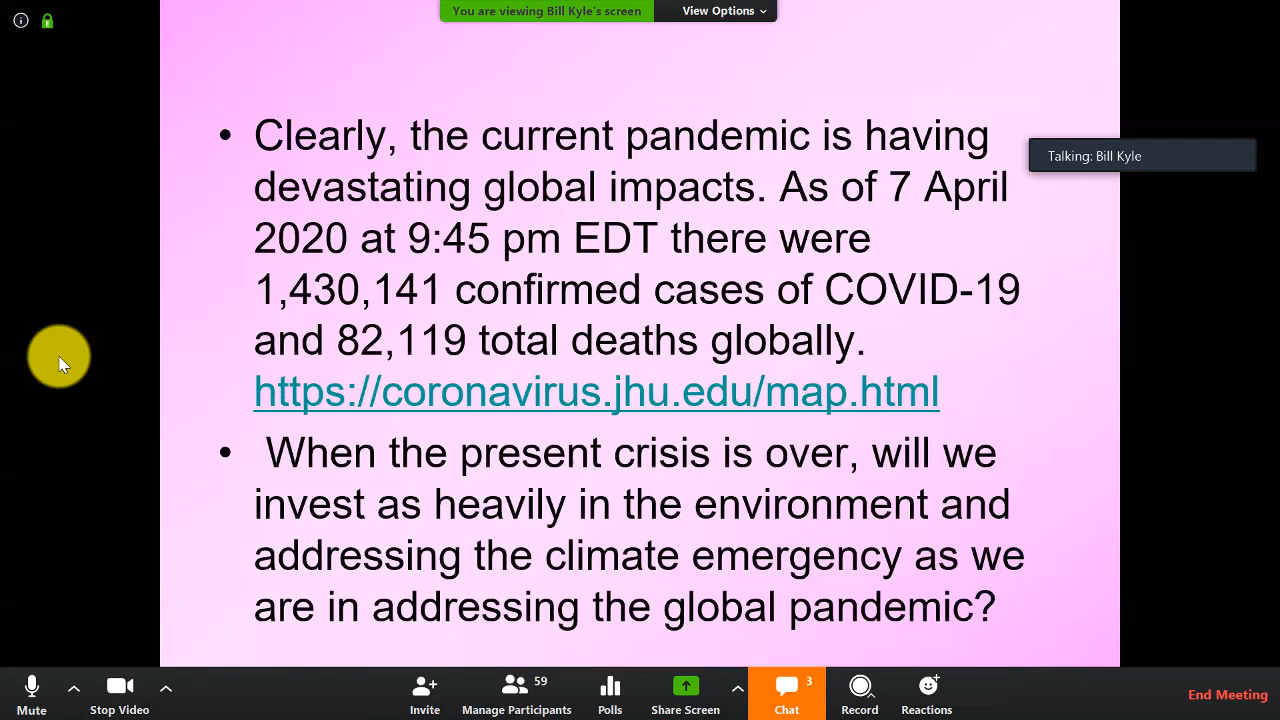 You are viewing Bill Kyle's screen
View Options
• Clearly, the current pandemic is having
devastating global impacts. As of 7 April
2020 at 9:45 pm EDT there were
1,430,141 confirmed cases of COVID-19
and 82,119 total deaths globally.
https://coronavirus.jhu.edu/map.html
• When the present crisis is over, will we
invest as heavily in the environment and
addressing the climate emergency as we
are in addressing the global pandemic?
Talking: Bill Kyle
Mute
Stop Video
Invite
59
Manage Participants
Polls
Share Screen
3
Chat
Record
Reactions
End Meeting